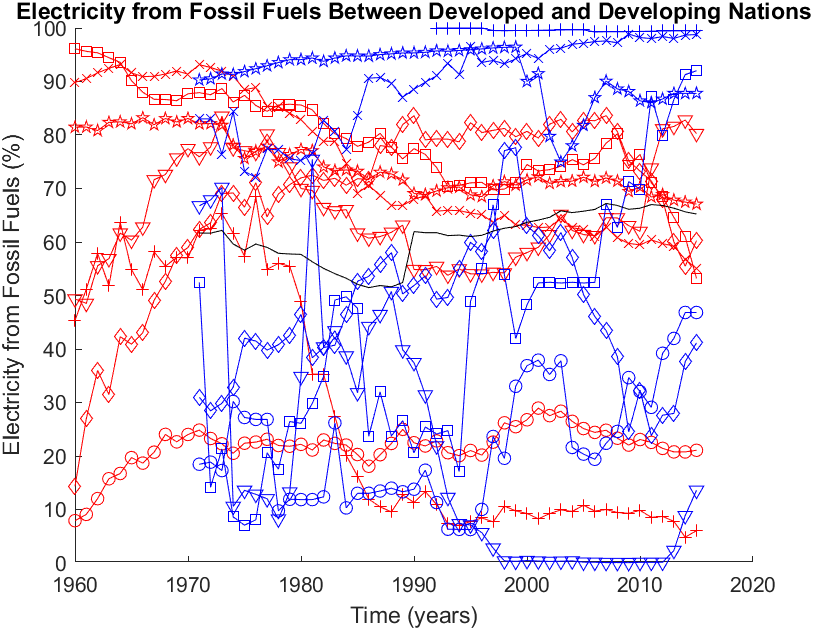 Electricity from Fossil Fuels Between Developed and Developing Nations
100
90
80
70
60
50
40
30
20
10
0
Electricity from Fossil Fuels (%)
1960 1970 1980 1990 2000 2010 2020
Time (years)